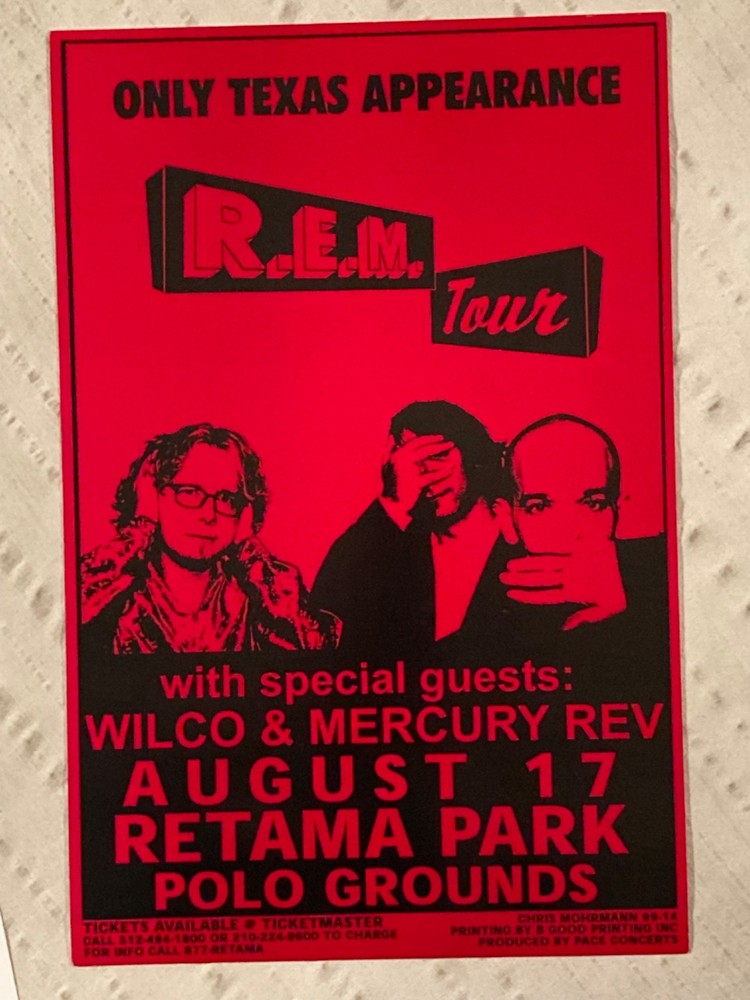 ONLY TEXAS APPEARANCE
R.E.M.
Tour
with special guests:
WILCO & MERCURY REV
AUGUST 17
RETAMA PARK
POLO GROUNDS
TICKETS AVAILABLE @ TICKETMASTER
CALL 512-494-1800 OR 210-224-9600 TO CHARGE
FOR INFO CALL 877-RETAMA
CHRIS MOHRMANN 99-14
PRINTING BY B GOOD PRINTING INC
PRODUCED BY PACE CONCERTS